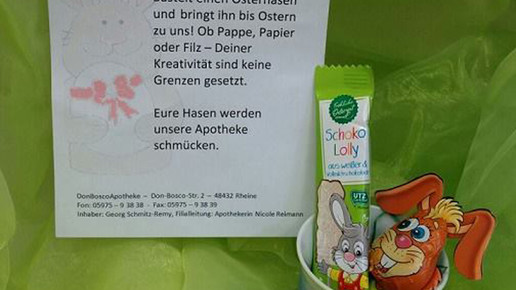 bastelt einen Osterhasen
und bringt ihn bis Ostern
zu uns! Ob Pappe, Papier
oder Filz – Deiner
Kreativität sind keine
Grenzen gesetzt.
Eure Hasen werden
unsere Apotheke
schmücken.
DonBoscoApotheke – Don-Bosco-Str. 2 – 48432 Rheine
Fon: 05975 – 9 38 38 - Fax: 05975 – 9 38 39
Inhaber: Georg Schmitz-Remy, Filialleitung: Apothekerin Nicole Reimann
Schoko
Lolly
aus weißer &
Vollmilchschokolade
UTZ